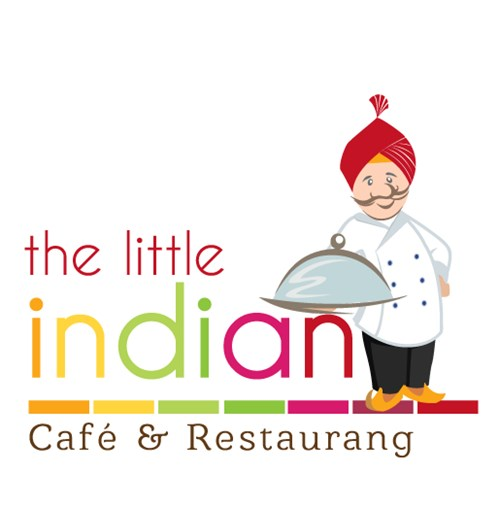 the little
indian
Café & Restaurang